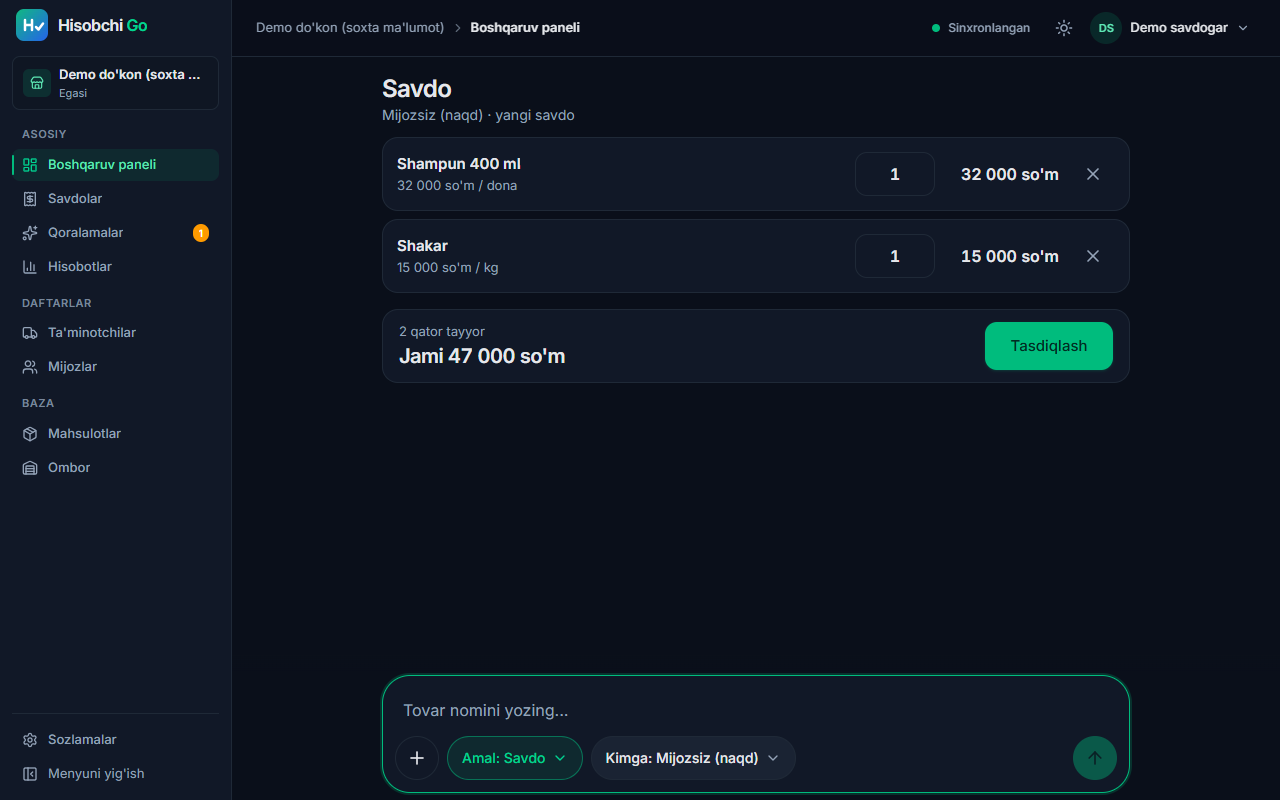 Hisobchi Go
Demo do'kon (soxta ...
Egasi
ASOSIY
Boshqaruv paneli
Savdolar
Qoralamalar 1
Hisobotlar
DAFTARLAR
Ta'minotchilar
Mijozlar
BAZA
Mahsulotlar
Ombor
Sozlamalar
Menyuni yig'ish
Demo do'kon (soxta ma'lumot) Boshqaruv paneli
Sinxronlangan DS Demo savdogar
Savdo
Mijozsiz (naqd) · yangi savdo
Shampun 400 ml
32 000 so'm / dona
1 32 000 so'm
Shakar
15 000 so'm / kg
1 15 000 so'm
2 qator tayyor
Jami 47 000 so'm
Tasdiqlash
Tovar nomini yozing...
Amal: Savdo Kimga: Mijozsiz (naqd)